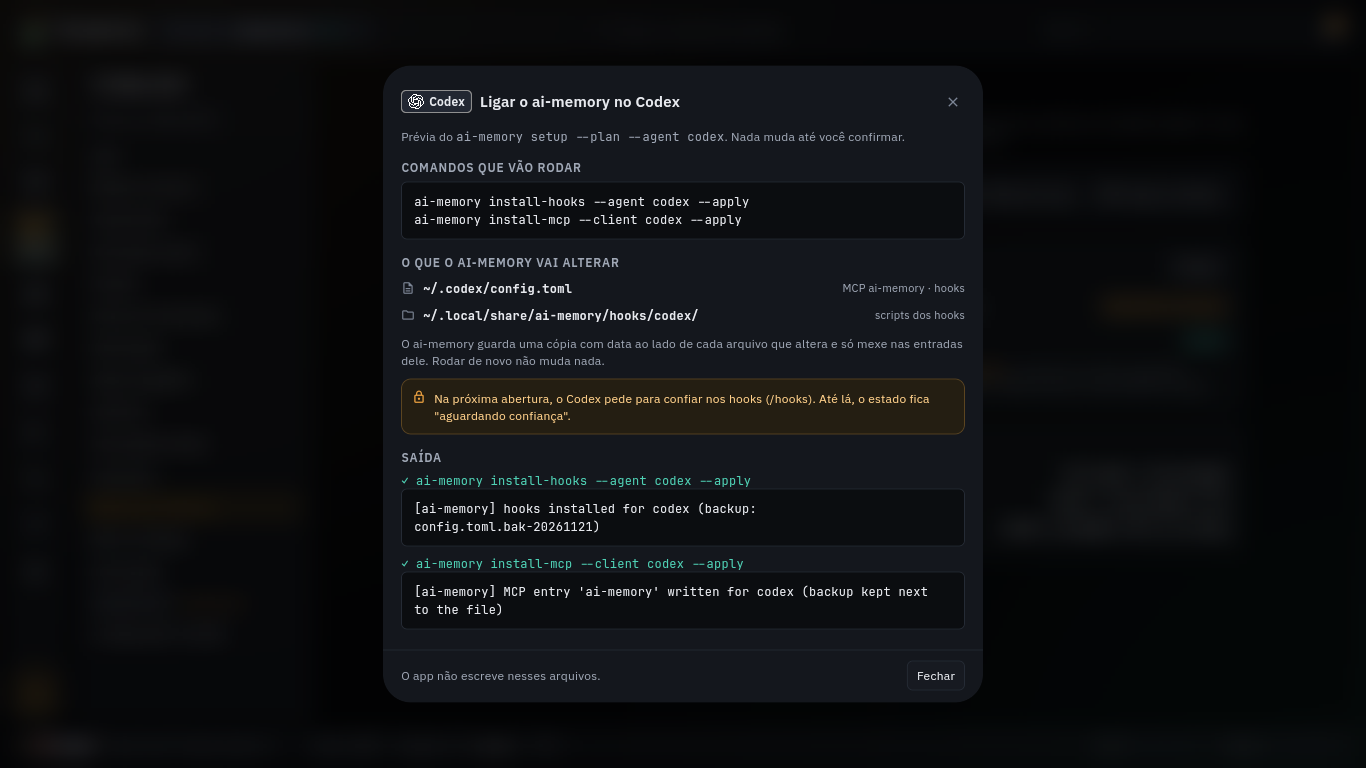 Codex Ligar o ai-memory no Codex
Prévia do ai-memory setup --plan --agent codex. Nada muda até você confirmar.
COMANDOS QUE VÃO RODAR
ai-memory install-hooks --agent codex --apply
ai-memory install-mcp --client codex --apply
O QUE O AI-MEMORY VAI ALTERAR
~/.codex/config.toml MCP ai-memory · hooks
~/.local/share/ai-memory/hooks/codex/ scripts dos hooks
O ai-memory guarda uma cópia com data ao lado de cada arquivo que altera e só mexe nas entradas
dele. Rodar de novo não muda nada.
Na próxima abertura, o Codex pede para confiar nos hooks (/hooks). Até lá, o estado fica
"aguardando confiança".
SAÍDA
✓ ai-memory install-hooks --agent codex --apply
[ai-memory] hooks installed for codex (backup:
config.toml.bak-20261121)
✓ ai-memory install-mcp --client codex --apply
[ai-memory] MCP entry 'ai-memory' written for codex (backup kept next
to the file)
O app não escreve nesses arquivos. Fechar